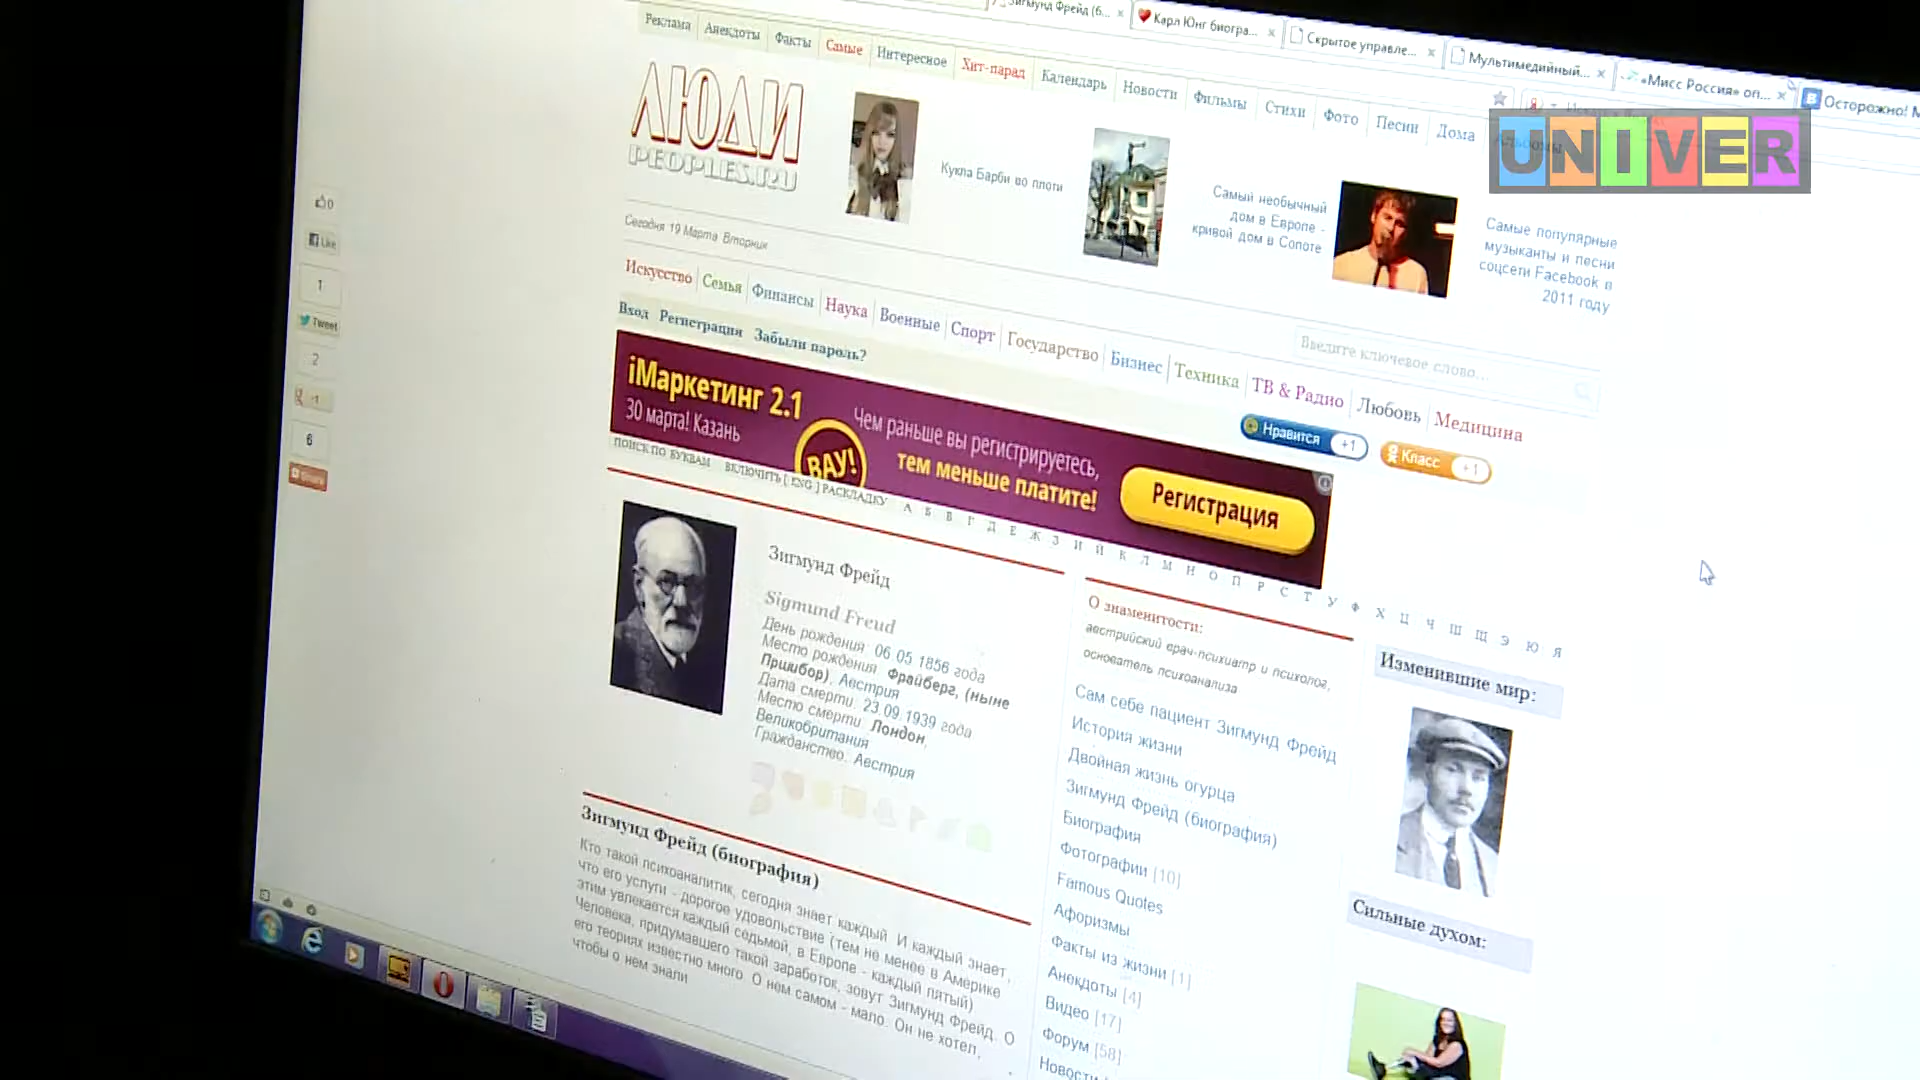 Зигмунд Фрейд (6...
Карл Юнг биогра...
Скрытое управле...
Мультимедийный...
«Мисс Россия» оп...
Осторожно!
Реклама
Анекдоты
Факты
Самые
Интересное
Хит-парад
Календарь
Новости
Фильмы
Стихи
Фото
Песни
Дома
UNIVER
ЛЮДИ
PEOPLES.RU
Кукла Барби во плоти
Самый необычный
дом в Европе -
кривой дом в Сопоте
Самые популярные
музыканты и песни
соцсети Facebook в
2011 году
Сегодня 19 Марта Вторник
0
Like
1
Tweet
2
6
Share
Искусство
Семья
Финансы
Наука
Военные
Спорт
Государство
Бизнес
Техника
ТВ & Радио
Любовь
Медицина
Введите ключевое слово...
Вход Регистрация Забыли пароль?
Нравится +1
Класс +1
iМаркетинг 2.1
30 марта! Казань
ВАУ!
Чем раньше вы регистрируетесь,
тем меньше платите!
Регистрация
ПОИСК ПО БУКВАМ ВКЛЮЧИТЬ [ ENG ] РАСКЛАДКУ А Б В Г Д Е Ж З И Й К Л М Н О П Р С Т У Ф Х Ц Ч Ш Щ Э Ю Я
Зигмунд Фрейд
Sigmund Freud
День рождения: 06.05.1856 года
Место рождения: Фрайберг, (ныне
Пршибор), Австрия
Дата смерти: 23.09.1939 года
Место смерти: Лондон,
Великобритания
Гражданство: Австрия
О знаменитости:
австрийский врач-психиатр и психолог,
основатель психоанализа
Сам себе пациент Зигмунд Фрейд
История жизни
Двойная жизнь огурца
Зигмунд Фрейд (биография)
Биография
Фотографии [10]
Famous Quotes
Афоризмы
Факты из жизни [1]
Анекдоты [4]
Видео [17]
Форум [58]
Новости
Изменившие мир:
Сильные духом:
Зигмунд Фрейд (биография)
Кто такой психоаналитик, сегодня знает каждый. И каждый знает,
что его услуги - дорогое удовольствие (тем не менее в Америке
этим увлекается каждый седьмой, в Европе - каждый пятый)
Человека, придумавшего такой заработок, зовут Зигмунд Фрейд. О
его теориях известно много. О нем самом - мало. Он не хотел,
чтобы о нем знали